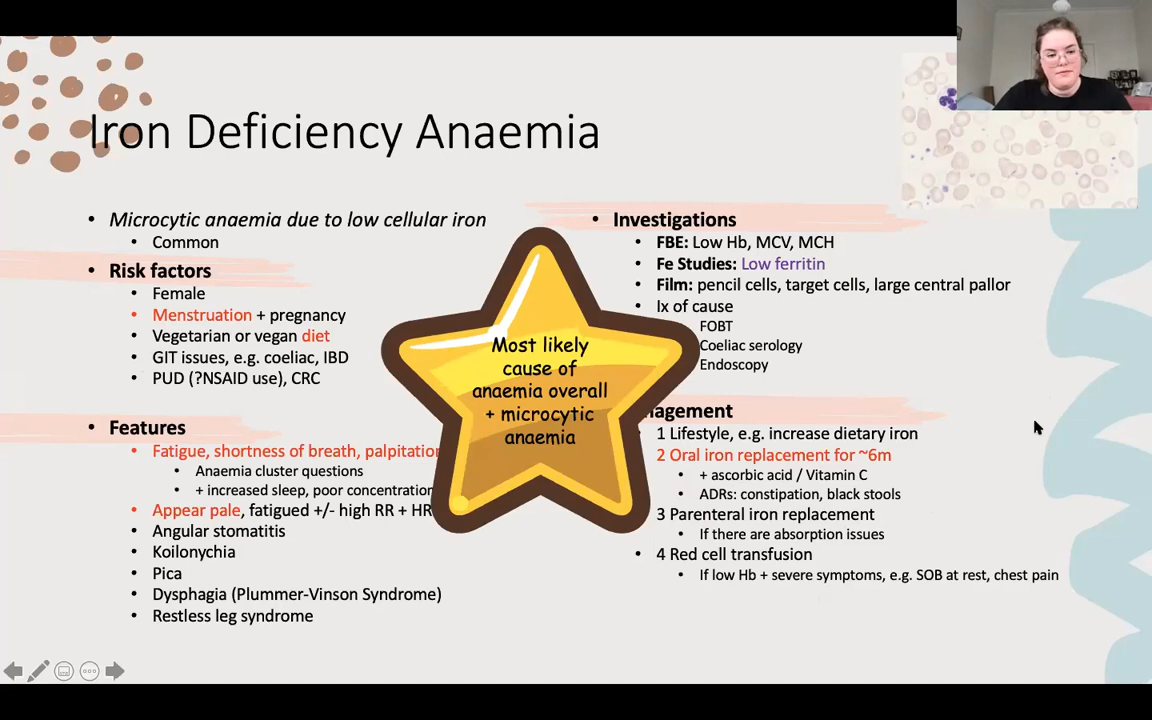 Iron Deficiency Anaemia
• Microcytic anaemia due to low cellular iron
• Common
• Risk factors
• Female
• Menstruation + pregnancy
• Vegetarian or vegan diet
• GIT issues, e.g. coeliac, IBD
• PUD (?NSAID use), CRC
• Features
• Fatigue, shortness of breath, palpitation
• Anaemia cluster questions
• + increased sleep, poor concentration
• Appear pale, fatigued +/- high RR + HR
• Angular stomatitis
• Koilonychia
• Pica
• Dysphagia (Plummer-Vinson Syndrome)
• Restless leg syndrome
Most likely
cause of
anaemia overall
+ microcytic
anaemia
• Investigations
• FBE: Low Hb, MCV, MCH
• Fe Studies: Low ferritin
• Film: pencil cells, target cells, large central pallor
• Ix of cause
FOBT
Coeliac serology
Endoscopy
nagement
1 Lifestyle, e.g. increase dietary iron
2 Oral iron replacement for ~6m
• + ascorbic acid / Vitamin C
• ADRs: constipation, black stools
3 Parenteral iron replacement
• If there are absorption issues
• 4 Red cell transfusion
• If low Hb + severe symptoms, e.g. SOB at rest, chest pain